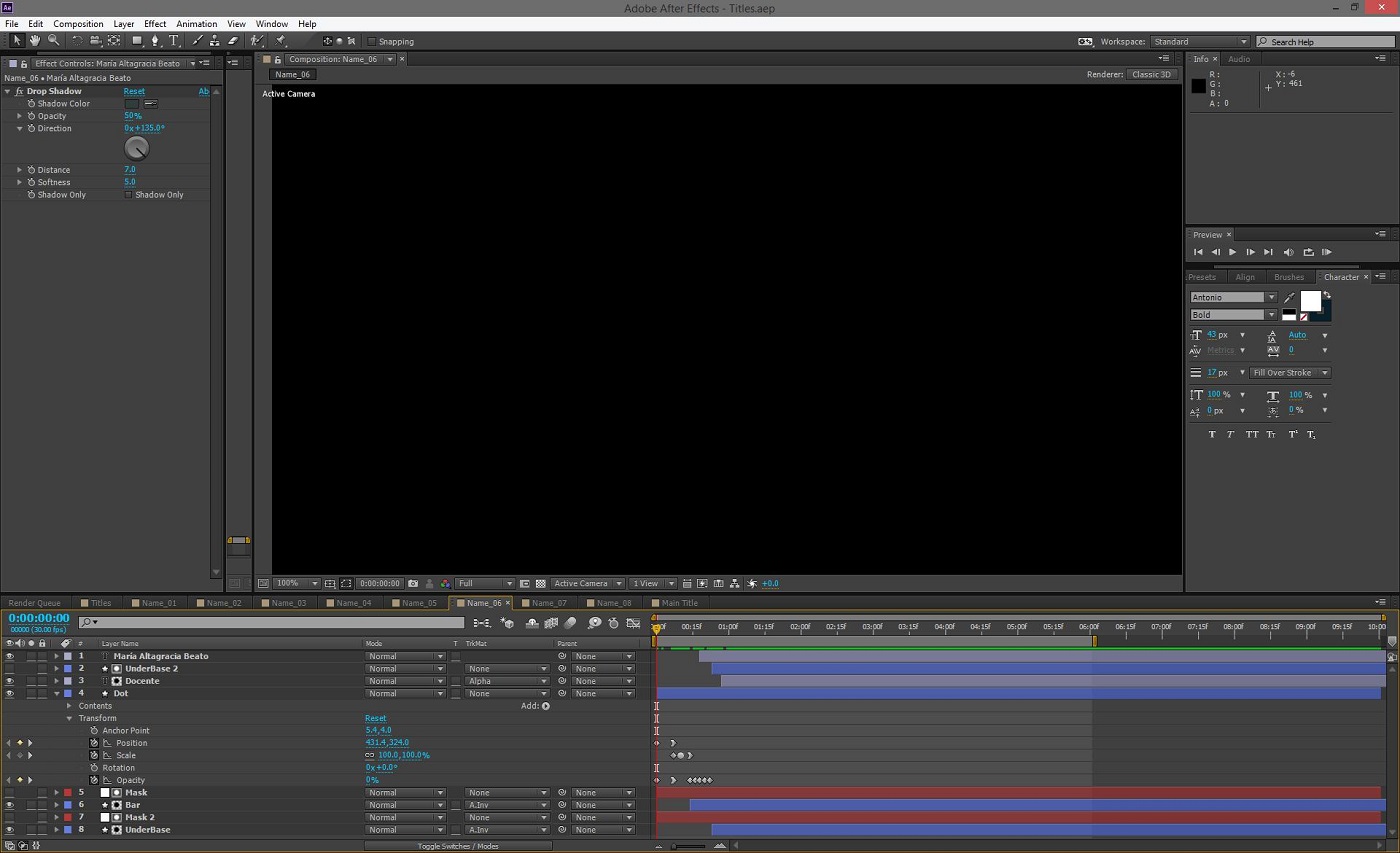 Adobe After Effects - Titles.aep
File Edit Composition Layer Effect Animation View Window Help
Snapping
Workspace: Standard
Search Help
Effect Controls: María Altagracia Beato
Name_06 • María Altagracia Beato
fx Drop Shadow Reset Ab
Shadow Color
Opacity 50%
Direction 0x+135.0°
Distance 7.0
Softness 5.0
Shadow Only Shadow Only
Composition: Name_06
Name_06
Renderer: Classic 3D
Active Camera
100% 0:00:00:00 Full Active Camera 1 View +0.0
Info Audio
R: X: -6
G: Y: 461
B:
A: 0
Preview
Presets Align Brushes Character
Antonio
Bold
43 px Auto
Metrics 0
17 px Fill Over Stroke
100 % 100 %
0 px 0 %
T T TT Tt T¹ T,
Render Queue Titles Name_01 Name_02 Name_03 Name_04 Name_05 Name_06 Name_07 Name_08 Main Title
0:00:00:00
00000 (30.00 fps)
00f 00:15f 01:00f 01:15f 02:00f 02:15f 03:00f 03:15f 04:00f 04:15f 05:00f 05:15f 06:00f 06:15f 07:00f 07:15f 08:00f 08:15f 09:00f 09:15f 10:00
# Layer Name Mode T TrkMat Parent
1 María Altagracia Beato Normal None
2 UnderBase 2 Normal None None
3 Docente Normal Alpha None
4 Dot Normal None None
Contents Add:
Transform Reset
Anchor Point 5.4,4.0
Position 431.4,324.0
Scale 100.0,100.0%
Rotation 0x+0.0°
Opacity 0%
5 Mask Normal None None
6 Bar Normal A.Inv None
7 Mask 2 Normal None None
8 UnderBase Normal A.Inv None
Toggle Switches / Modes